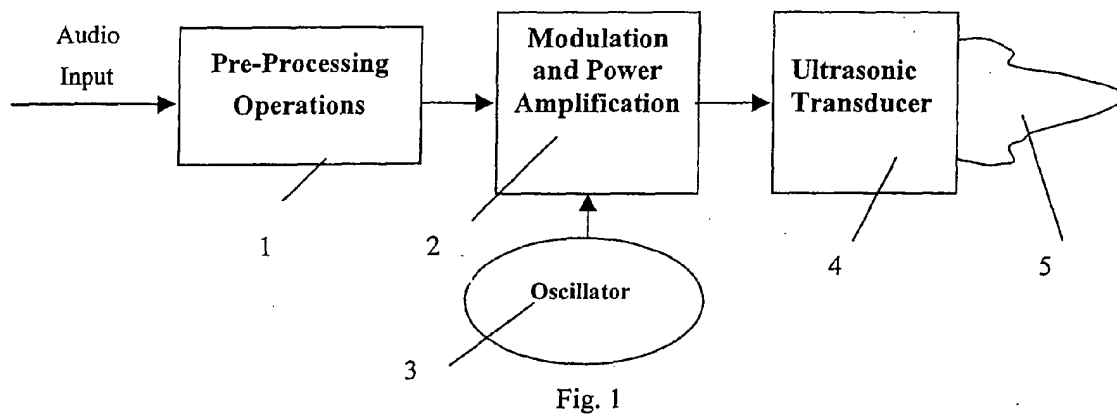 Audio
Input
Pre-Processing
Operations
Modulation
and Power
Amplification
Ultrasonic
Transducer
1
2
4
5
Oscillator
3
Fig. 1